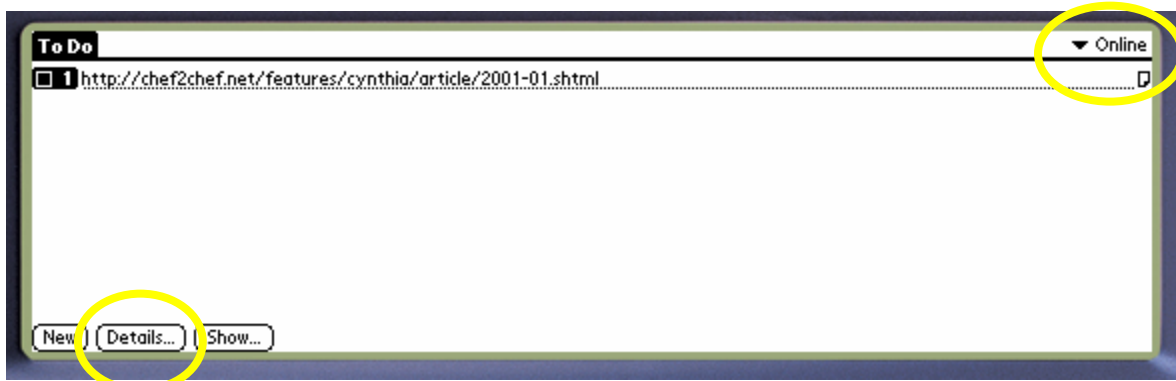 To Do ▼ Online
1 http://chef2chef.net/features/cynthia/article/2001-01.shtml
New Details... Show...